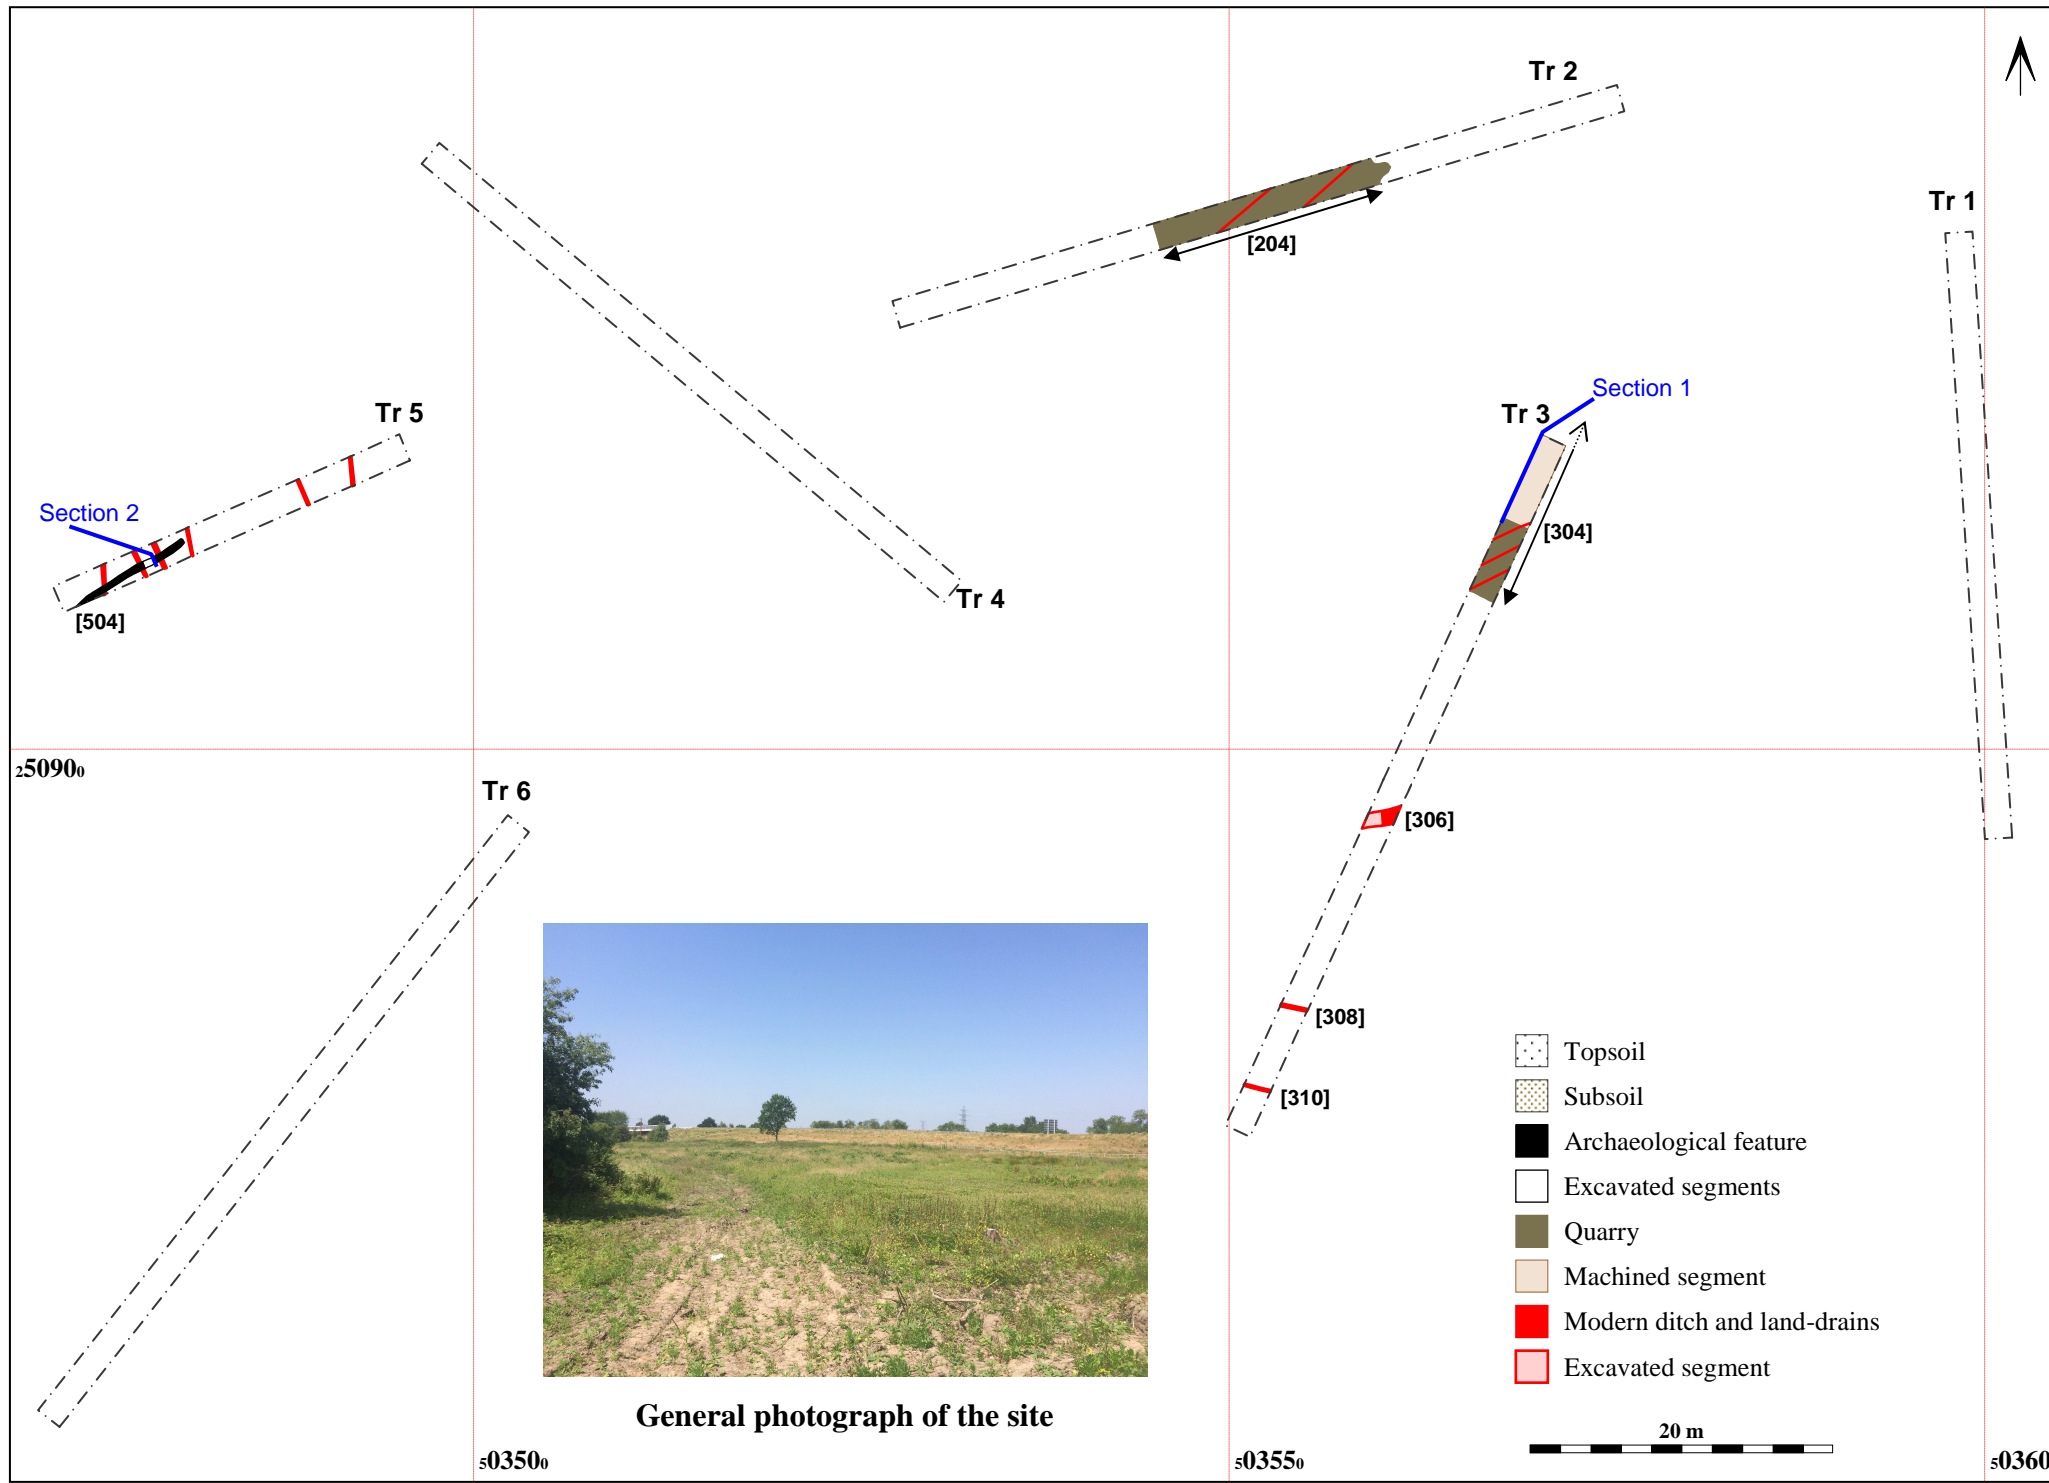 Tr 2
Tr 1
[204]
Section 1
Tr 3
Tr 5
Section 2
[304]
Tr 4
[504]
250900
Tr 6
[306]
[308]
[310]
Topsoil
Subsoil
Archaeological feature
Excavated segments
Quarry
Machined segment
Modern ditch and land-drains
Excavated segment
General photograph of the site
20 m
503500
503550
50360